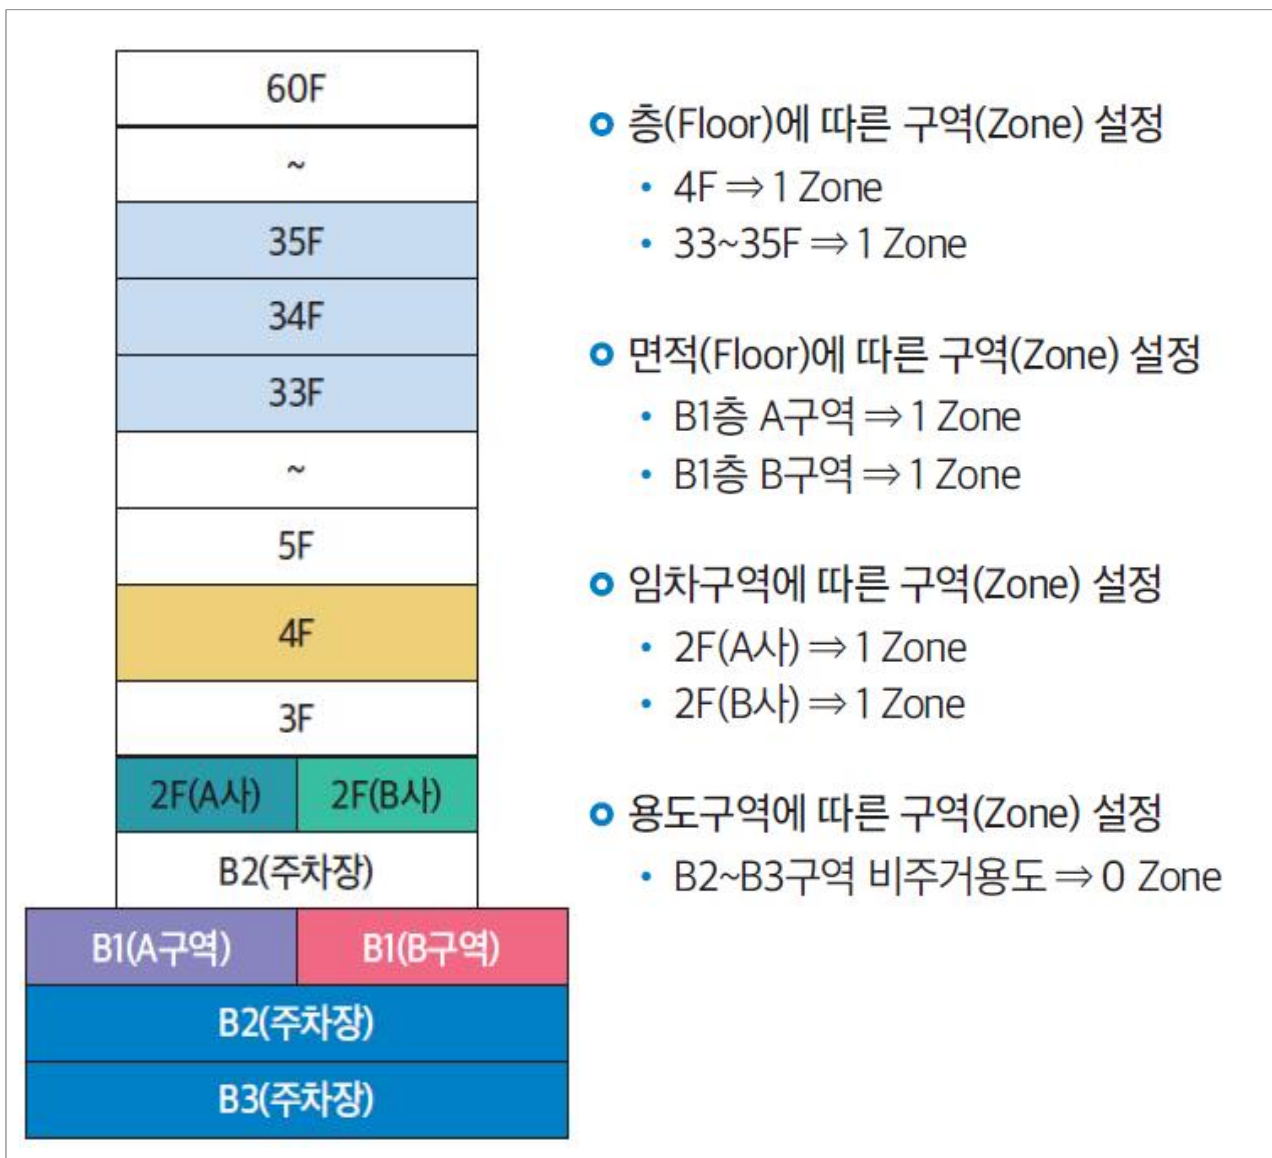 60F
~
35F
34F
33F
~
5F
4F
3F
2F(A사) 2F(B사)
B2(주차장)
B1(A구역) B1(B구역)
B2(주차장)
B3(주차장)
층(Floor)에 따른 구역(Zone) 설정
• 4F ⇒ 1 Zone
• 33~35F ⇒ 1 Zone
면적(Floor)에 따른 구역(Zone) 설정
• B1층 A구역 ⇒ 1 Zone
• B1층 B구역 ⇒ 1 Zone
임차구역에 따른 구역(Zone) 설정
• 2F(A사) ⇒ 1 Zone
• 2F(B사) ⇒ 1 Zone
용도구역에 따른 구역(Zone) 설정
• B2~B3구역 비주거용도 ⇒ 0 Zone